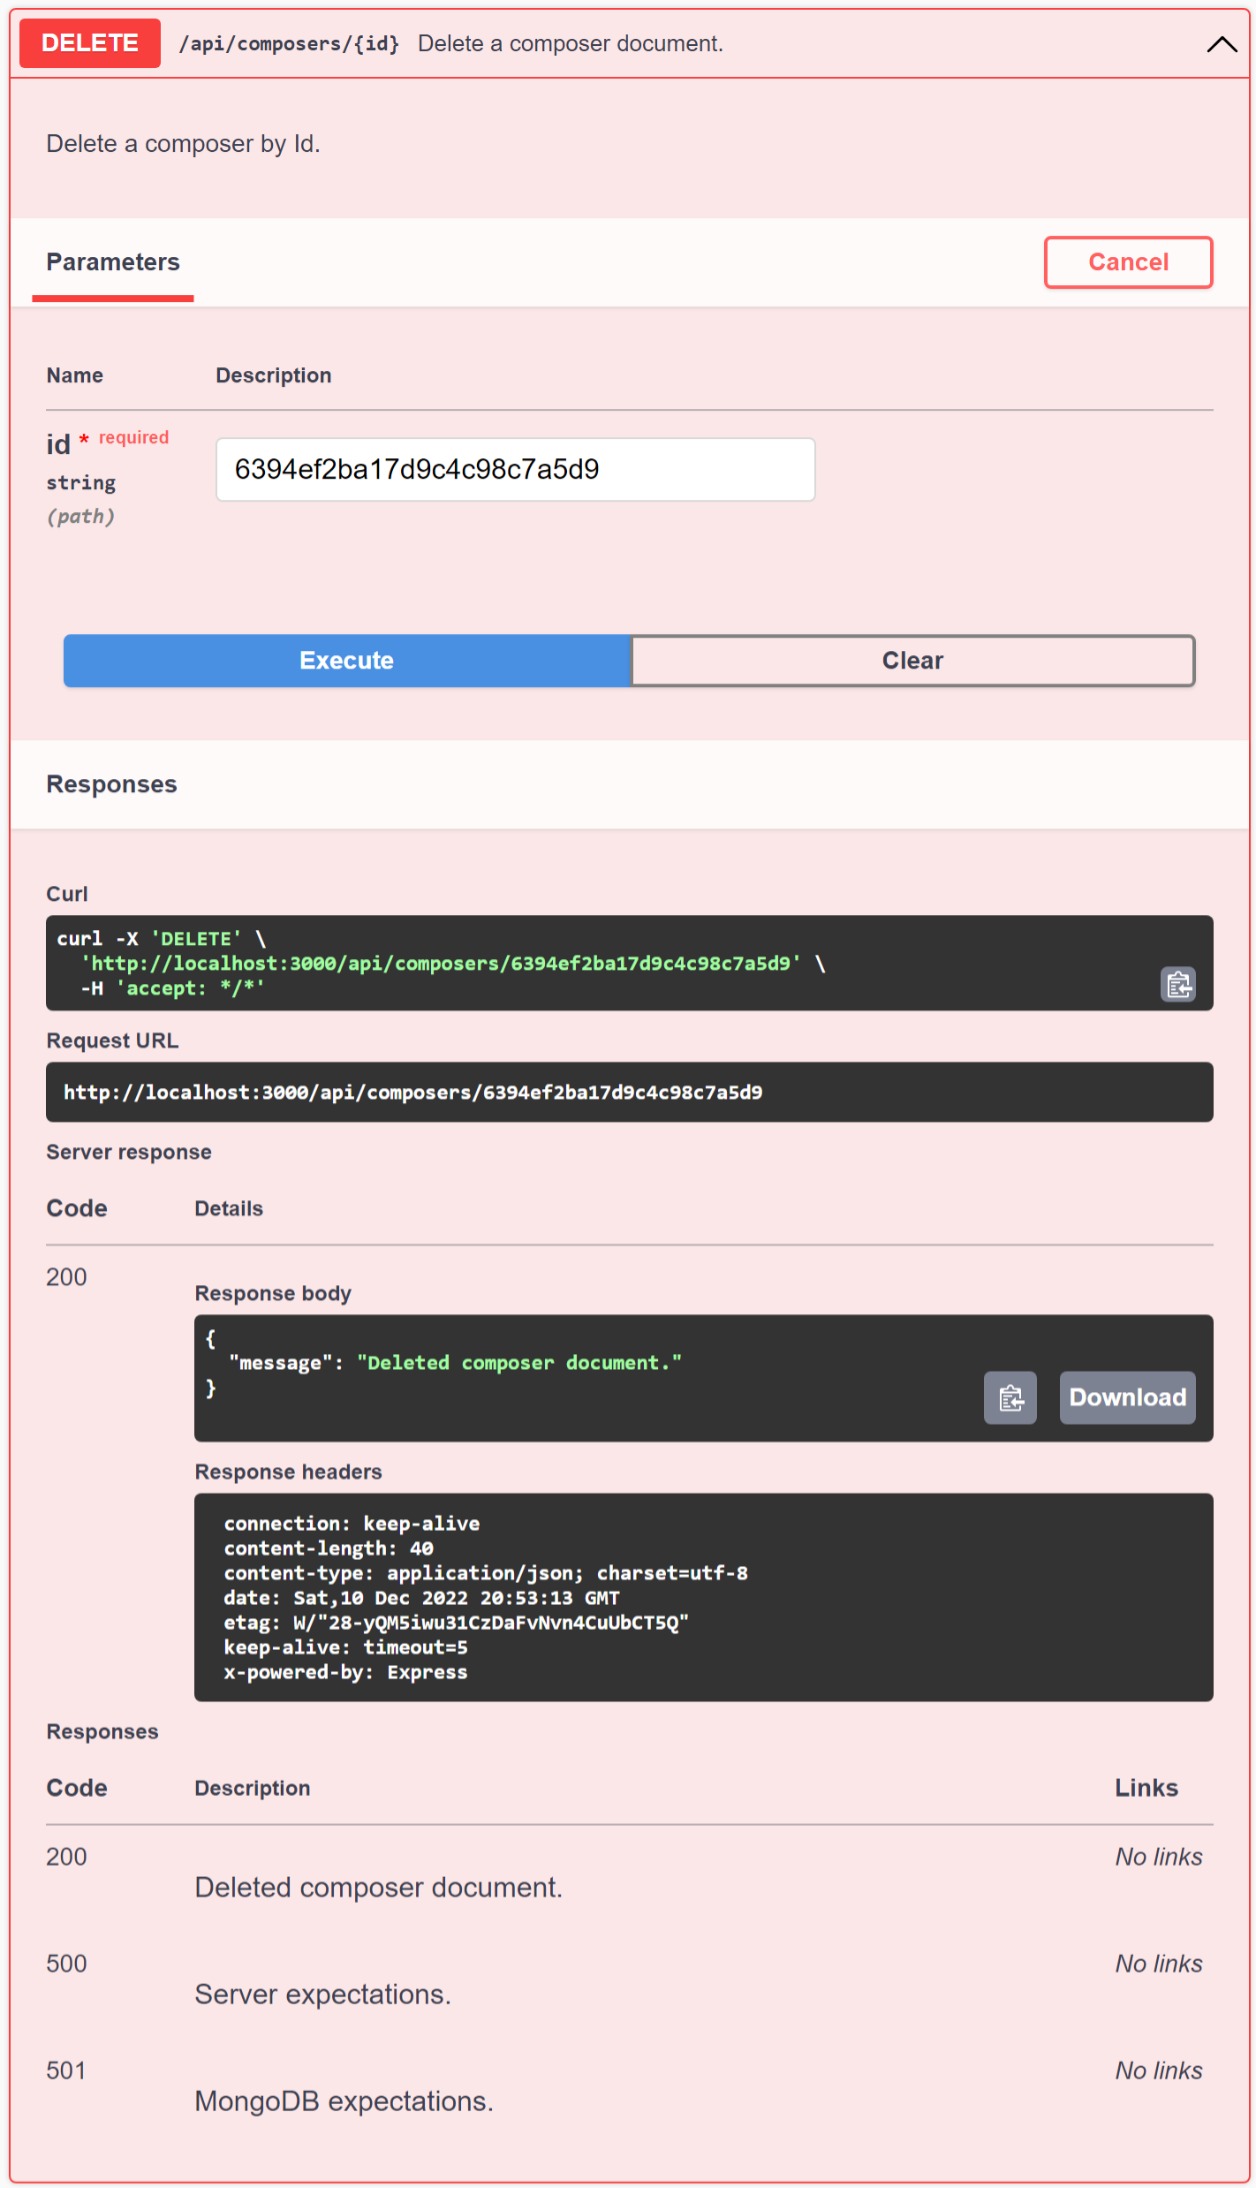 DELETE /api/composers/{id} Delete a composer document.
Delete a composer by Id.
Parameters
Cancel
Name Description
id * required
string
(path)
6394ef2ba17d9c4c98c7a5d9
Execute Clear
Responses
Curl
curl -X 'DELETE' \
'http://localhost:3000/api/composers/6394ef2ba17d9c4c98c7a5d9' \
-H 'accept: */*'
Request URL
http://localhost:3000/api/composers/6394ef2ba17d9c4c98c7a5d9
Server response
Code Details
200
Response body
{
"message": "Deleted composer document."
}
Download
Response headers
connection: keep-alive
content-length: 40
content-type: application/json; charset=utf-8
date: Sat,10 Dec 2022 20:53:13 GMT
etag: W/"28-yQM5iwu31CzDaFvNvn4CuUbCT5Q"
keep-alive: timeout=5
x-powered-by: Express
Responses
Code Description Links
200 No links
Deleted composer document.
500 No links
Server expectations.
501 No links
MongoDB expectations.